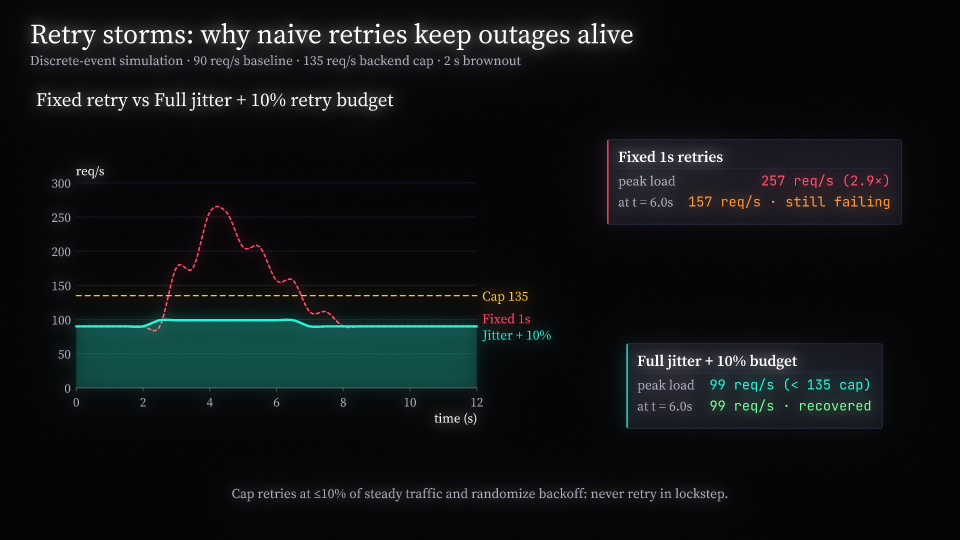 Retry storms: why naive retries keep outages alive
Discrete-event simulation · 90 req/s baseline · 135 req/s backend cap · 2 s brownout
Fixed retry vs Full jitter + 10% retry budget
req/s
300
250
200
150
100
50
0
0 2 4 6 8 10 12
time (s)
Cap 135
Fixed 1s
Jitter + 10%
Fixed 1s retries
peak load 257 req/s (2.9×)
at t = 6.0s 157 req/s · still failing
Full jitter + 10% budget
peak load 99 req/s (< 135 cap)
at t = 6.0s 99 req/s · recovered
Cap retries at ≤10% of steady traffic and randomize backoff: never retry in lockstep.